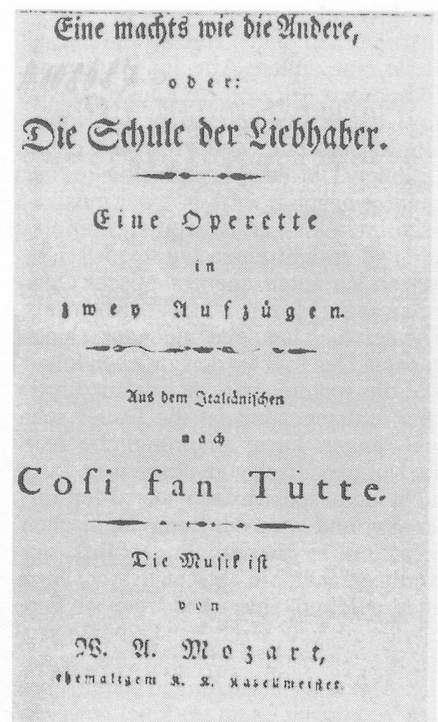 Eine machts wie die Andere,
oder:
Die Schule der Liebhaber.
Eine Operette
in
zwey Aufzügen.
Aus dem Italiänischen
nach
Coſi fan Tutte.
Die Muſik iſt
von
W. A. Mozart,
ehemaligem K. K. Kapellmeiſter.